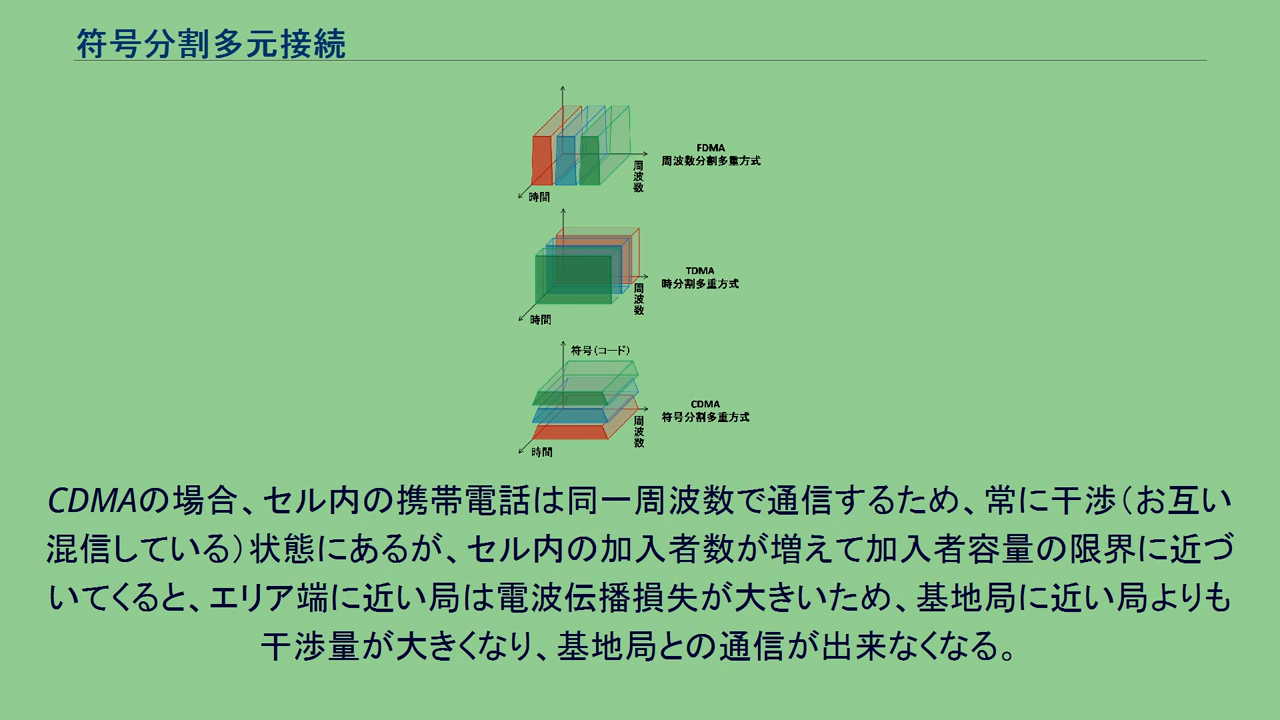 符号分割多元接続
FDMA
周波数分割多重方式
周波数
時間
TDMA
時分割多重方式
周波数
時間
符号(コード)
CDMA
符号分割多重方式
周波数
時間
CDMAの場合、セル内の携帯電話は同一周波数で通信するため、常に干渉(お互い
混信している)状態にあるが、セル内の加入者数が増えて加入者容量の限界に近づ
いてくると、エリア端に近い局は電波伝播損失が大きいため、基地局に近い局よりも
干渉量が大きくなり、基地局との通信が出来なくなる。